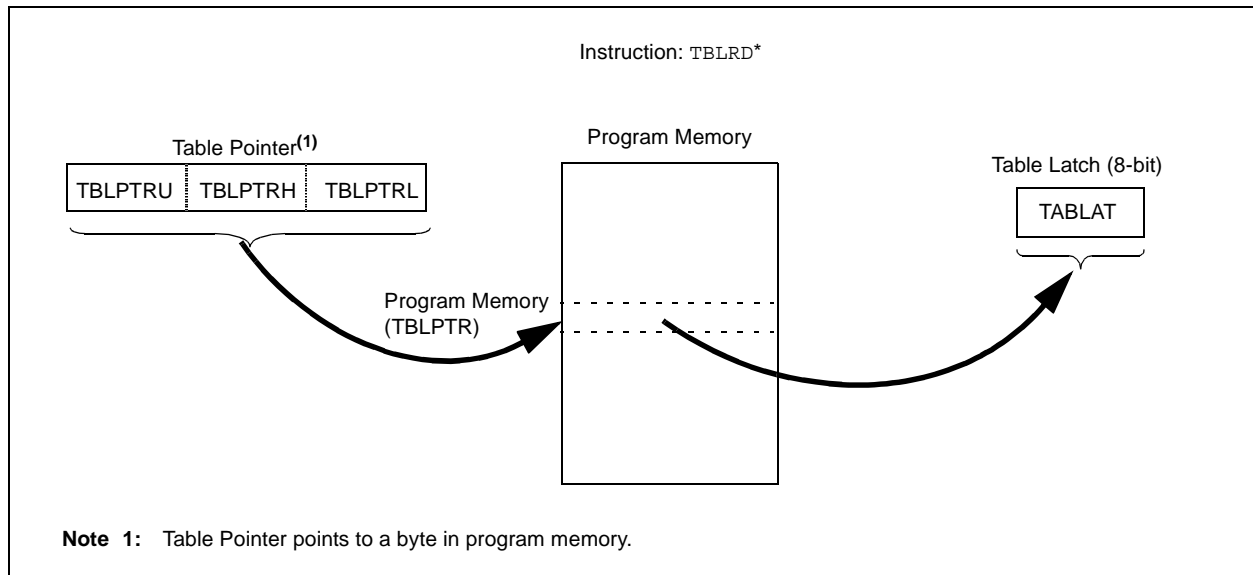 Instruction: TBLRD*
Table Pointer(1)
Program Memory
Table Latch (8-bit)
TBLPTRU TBLPTRH TBLPTRL
TABLAT
Program Memory
(TBLPTR)
Note 1: Table Pointer points to a byte in program memory.